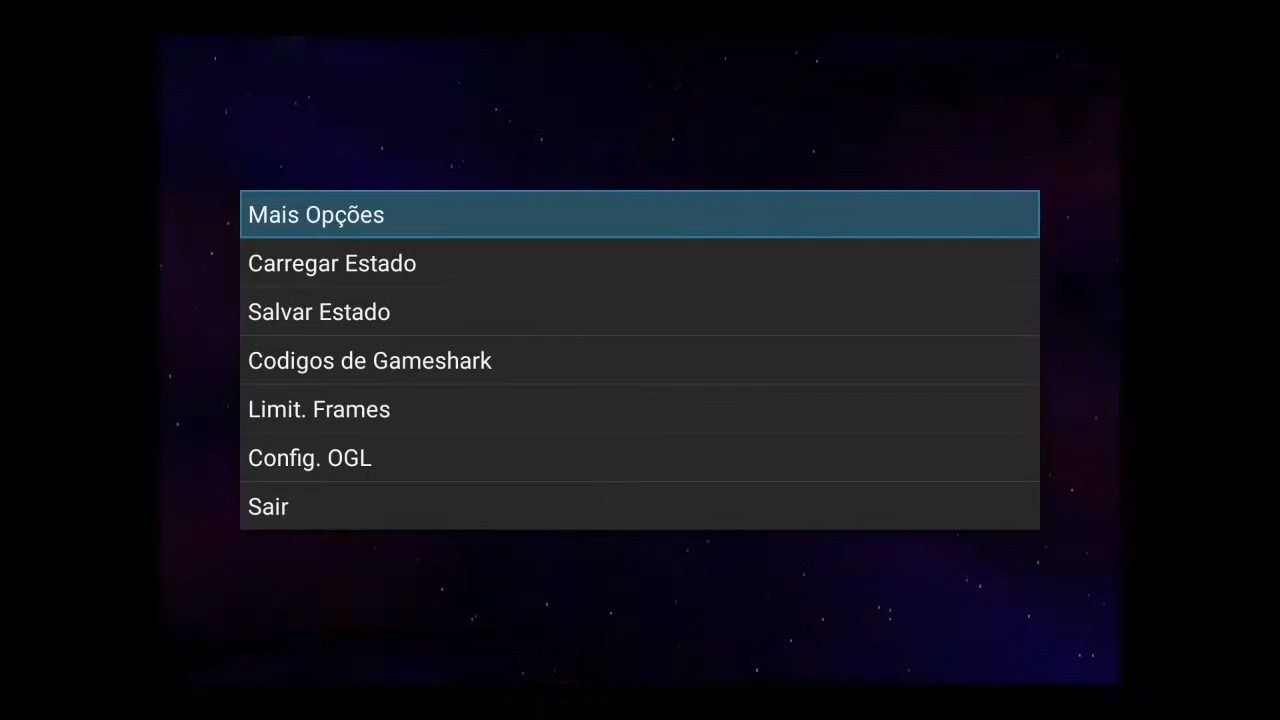 Mais Opções
Carregar Estado
Salvar Estado
Codigos de Gameshark
Limit. Frames
Config. OGL
Sair